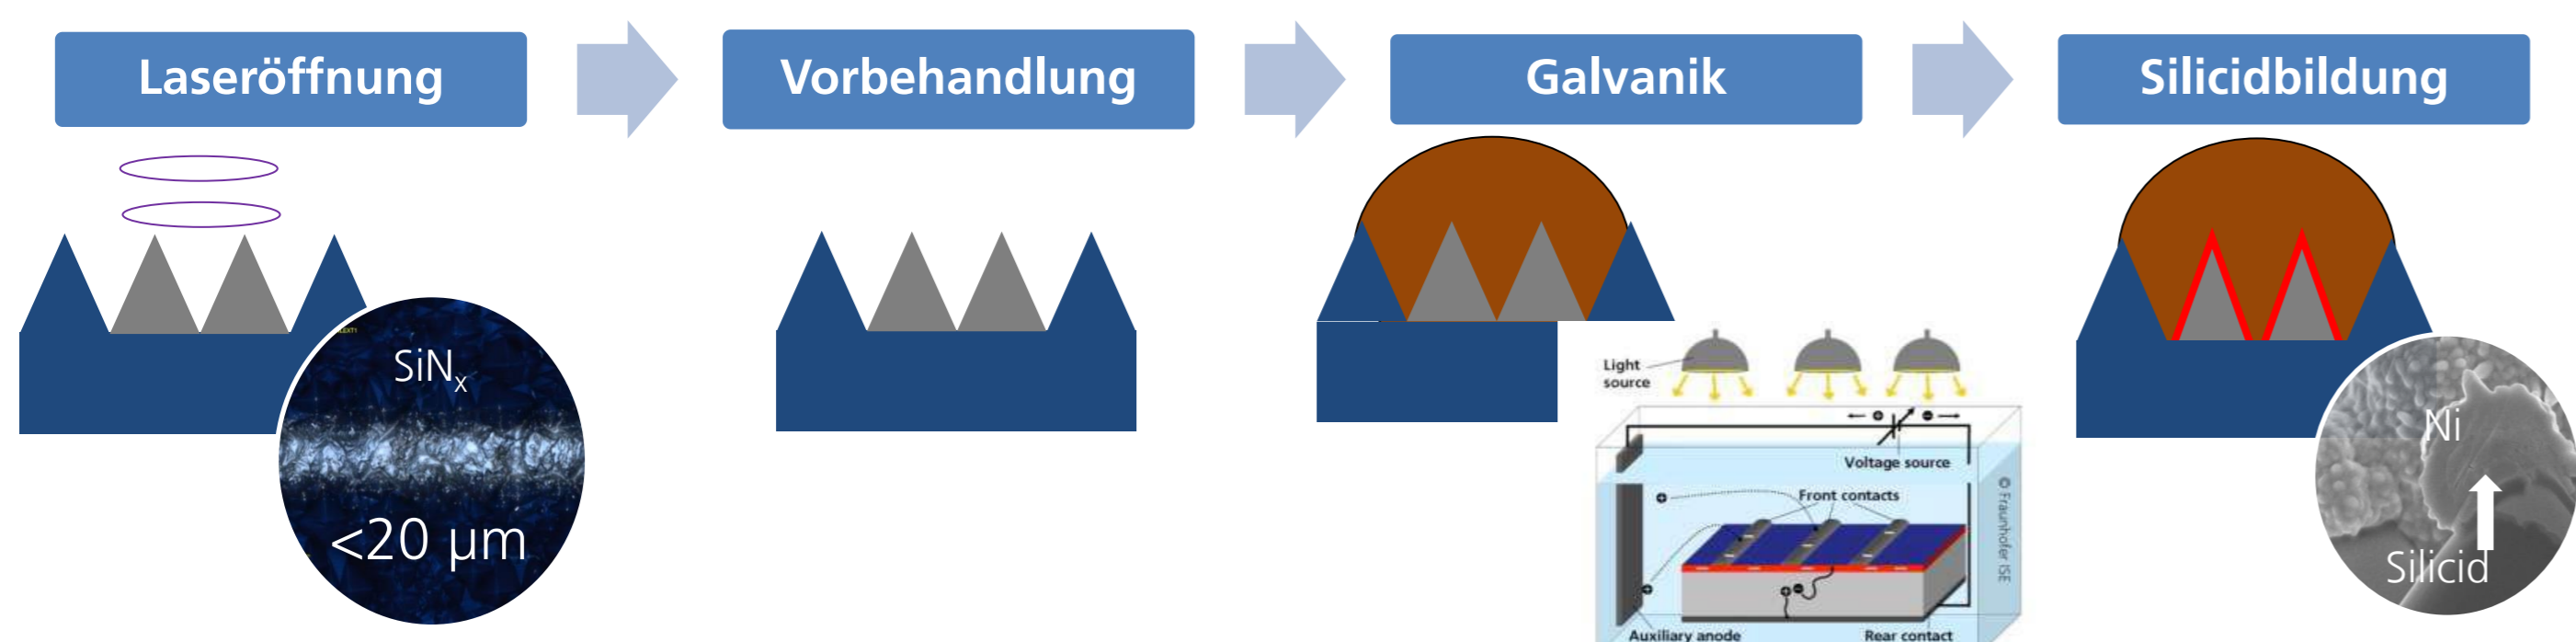 Laseröffnung
Vorbehandlung
Galvanik
Silicidbildung
SiNx
<20 µm
Light
source
Voltage source
Front contacts
© Fraunhofer ISE
Auxiliary anode
Rear contact
Ni
Silicid